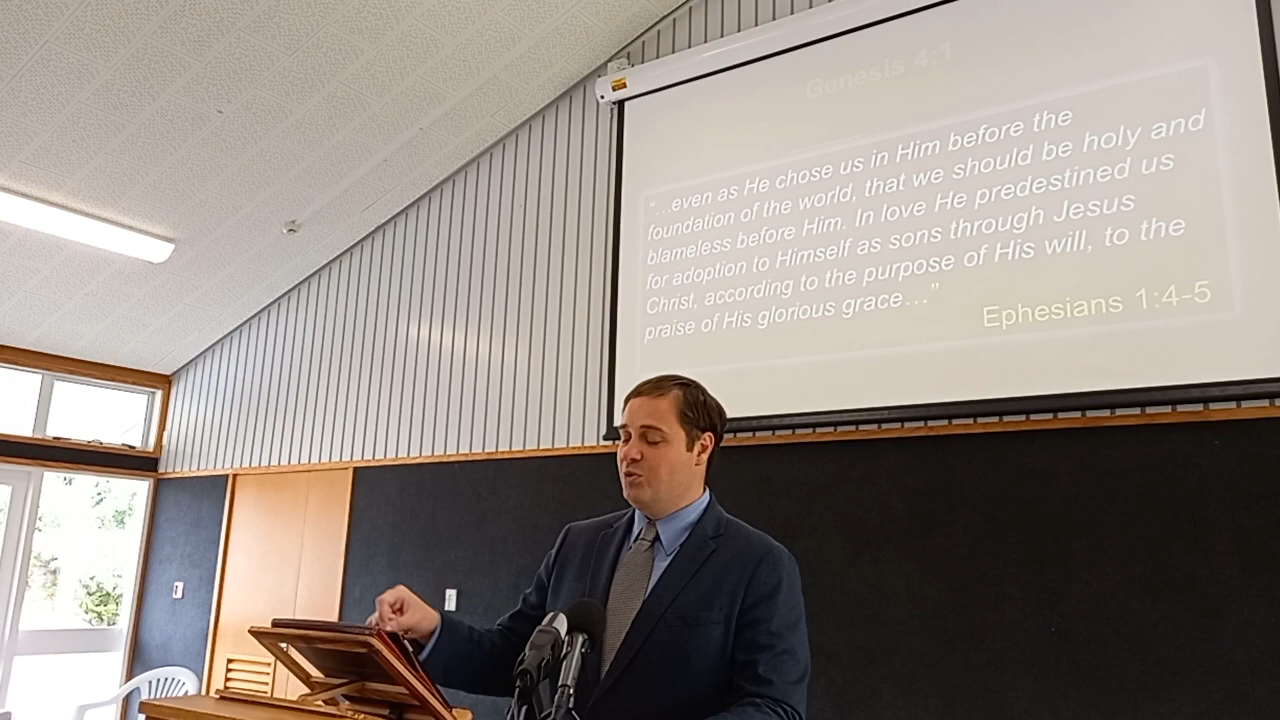 Genesis 4:1
“…even as He chose us in Him before the
foundation of the world, that we should be holy and
blameless before Him. In love He predestined us
for adoption to Himself as sons through Jesus
Christ, according to the purpose of His will, to the
praise of His glorious grace…”
Ephesians 1:4-5